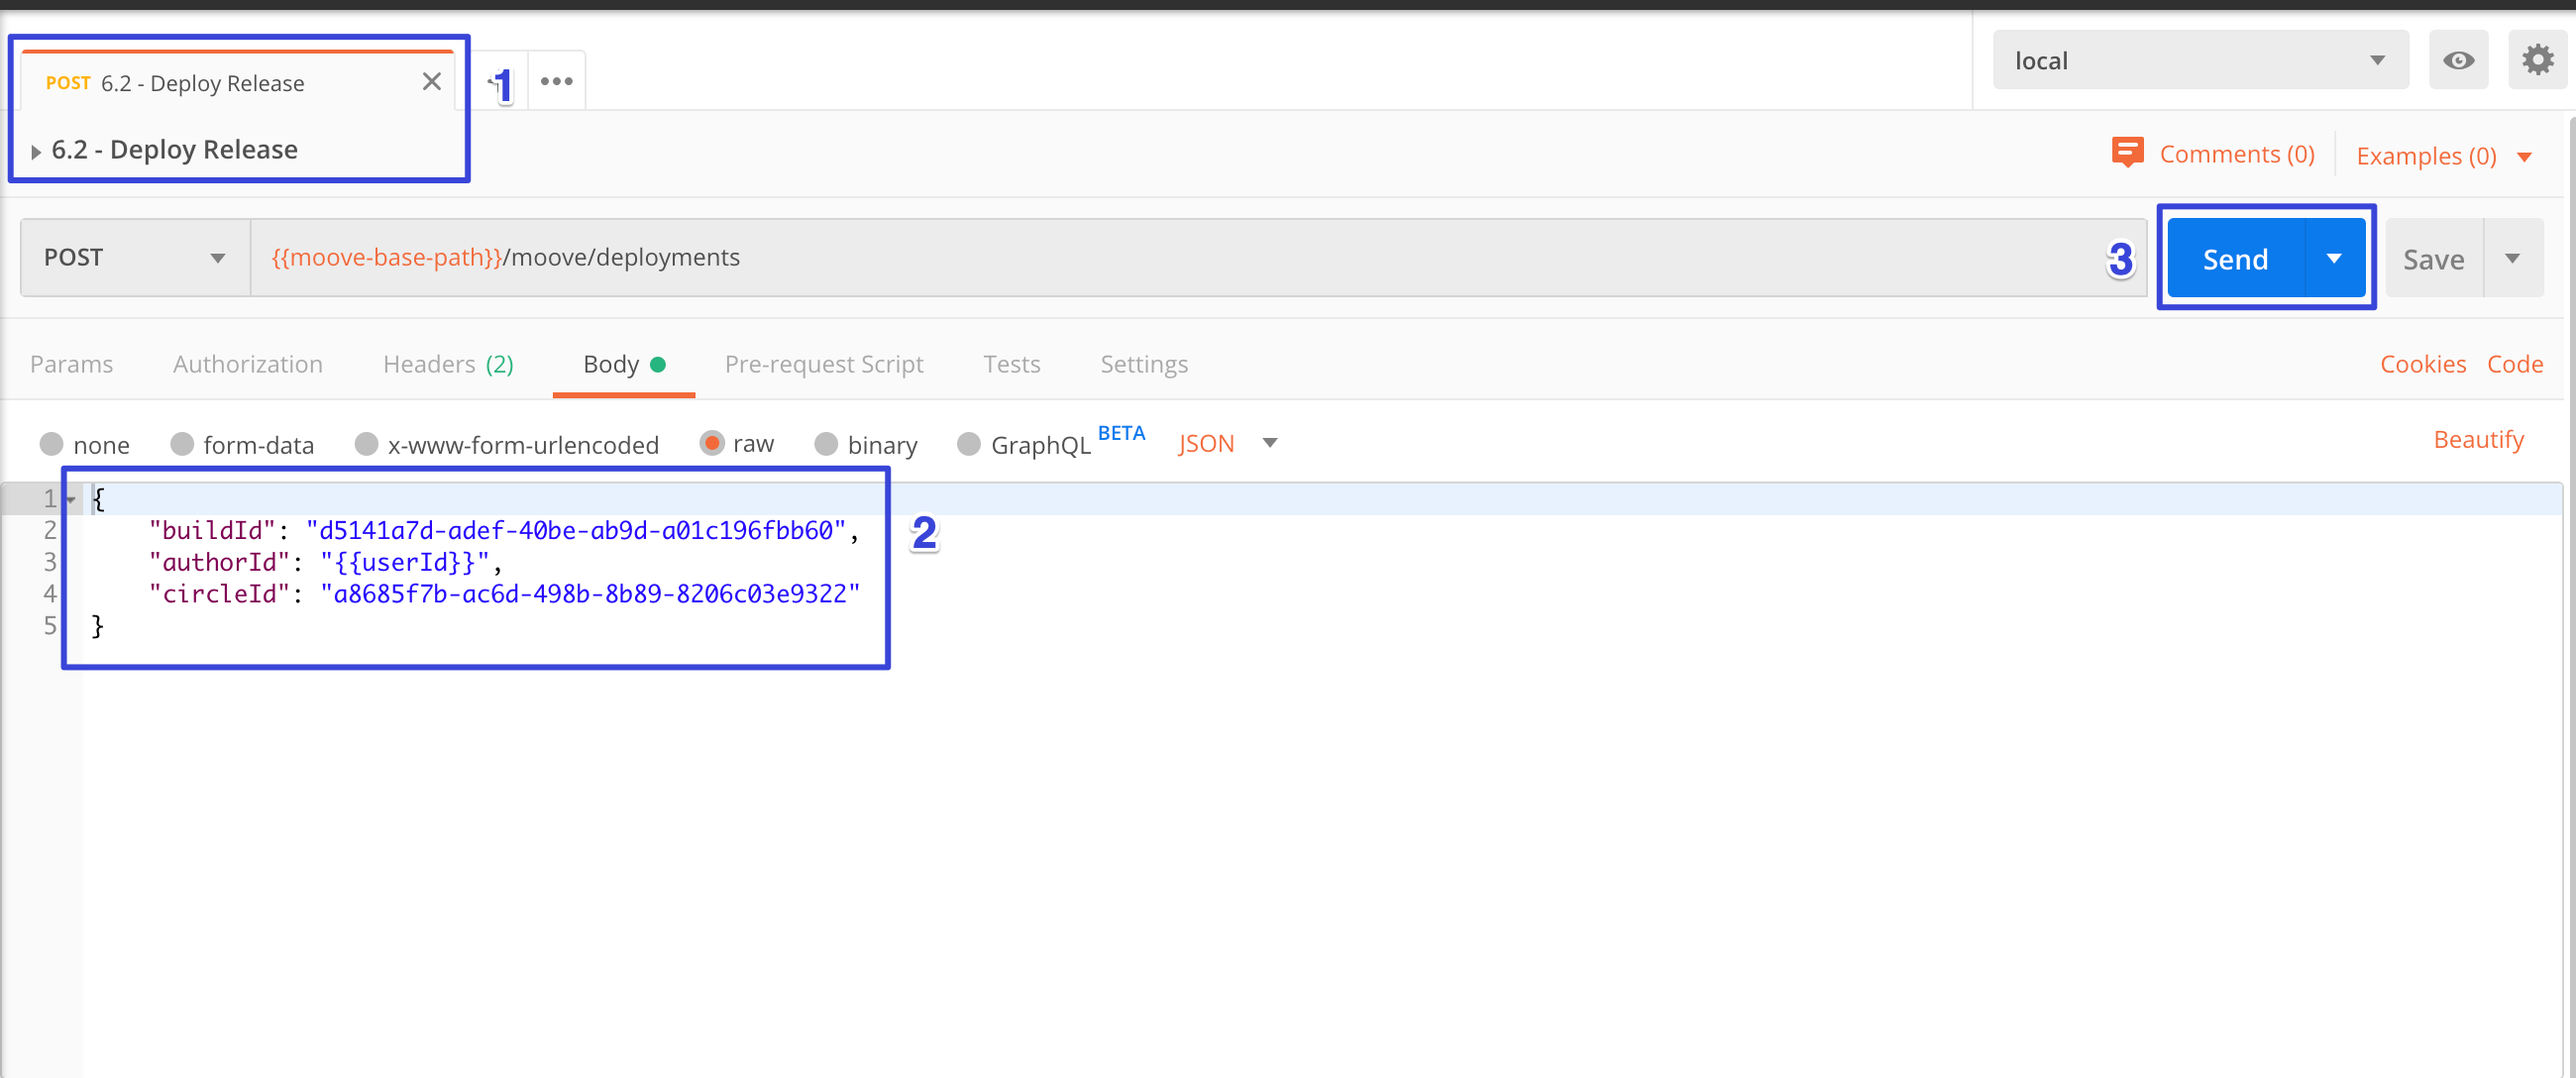 POST 6.2 - Deploy Release
1
local
6.2 - Deploy Release
Comments (0)
Examples (0)
POST
{{moove-base-path}}/moove/deployments
3
Send
Save
Params
Authorization
Headers (2)
Body
Pre-request Script
Tests
Settings
Cookies
Code
none
form-data
x-www-form-urlencoded
raw
binary
GraphQL BETA
JSON
Beautify
1 {
2 "buildId": "d5141a7d-adef-40be-ab9d-a01c196fbb60",
2
3 "authorId": "{{userId}}",
4 "circleId": "a8685f7b-ac6d-498b-8b89-8206c03e9322"
5 }